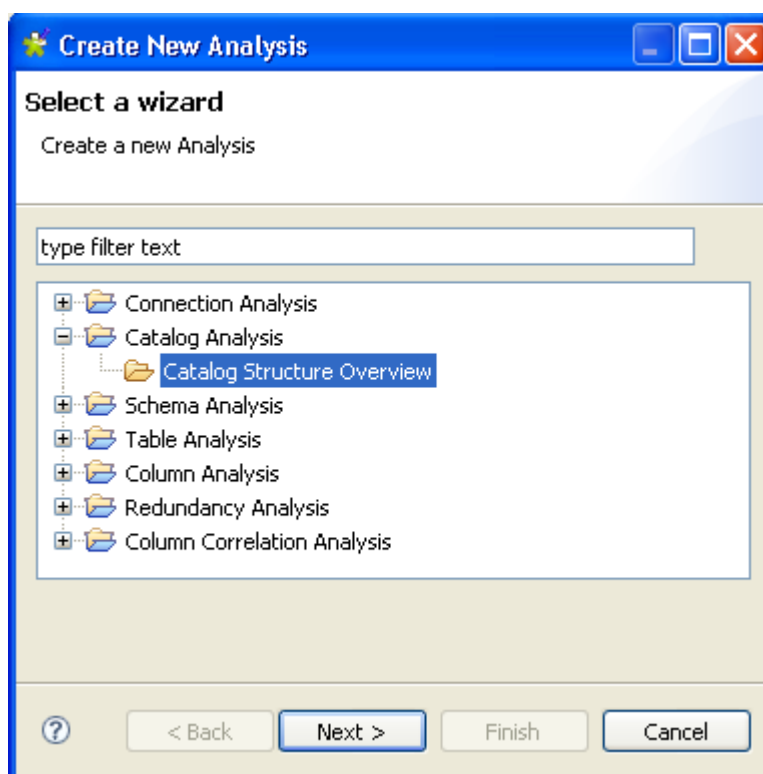 Create New Analysis
Select a wizard
Create a new Analysis
type filter text
Connection Analysis
Catalog Analysis
Catalog Structure Overview
Schema Analysis
Table Analysis
Column Analysis
Redundancy Analysis
Column Correlation Analysis
? < Back Next > Finish Cancel